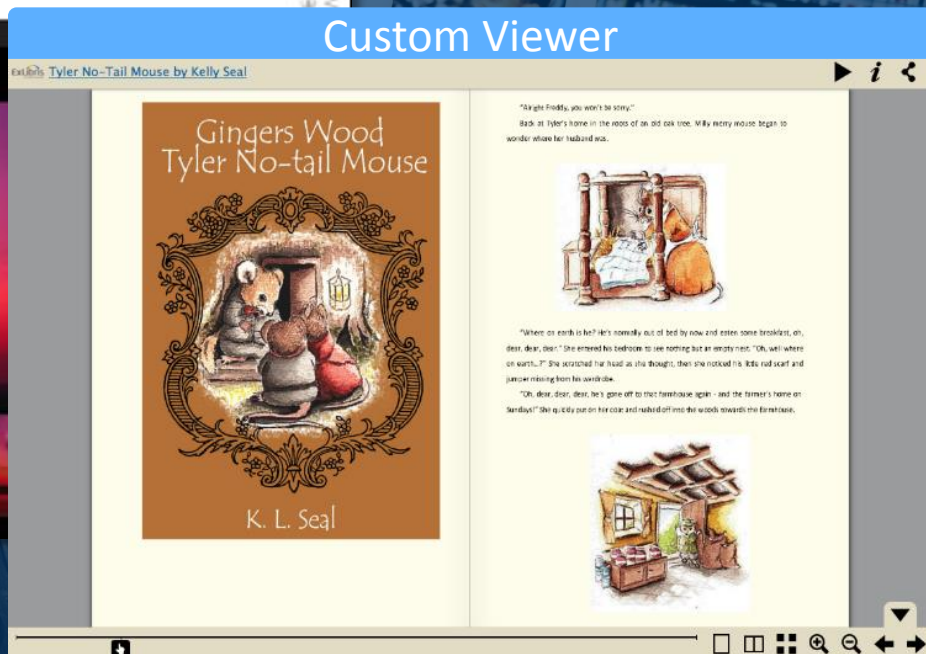 Custom Viewer
ExLibris Tyler No-Tail Mouse by Kelly Seal
Gingers Wood
Tyler No-tail Mouse
K. L. Seal
"Alright Freddy, you won't be sorry."
Back at Tyler's home in the roots of an old oak tree, Milly merry mouse began to
wonder where her husband was.
"Where on earth is he? He's normally out of bed by now and eaten some breakfast, oh,
dear, dear, dear." She entered his bedroom to see nothing but an empty nest. "Oh, well where
on earth...?" She scratched her head as she thought, then she noticed his little red scarf and
jumper missing from his wardrobe.
"Oh, dear, dear, dear, he's gone off to that farmhouse again - and the farmer's home on
Sundays!" She quickly put on her coat and rushed off into the woods towards the farmhouse.